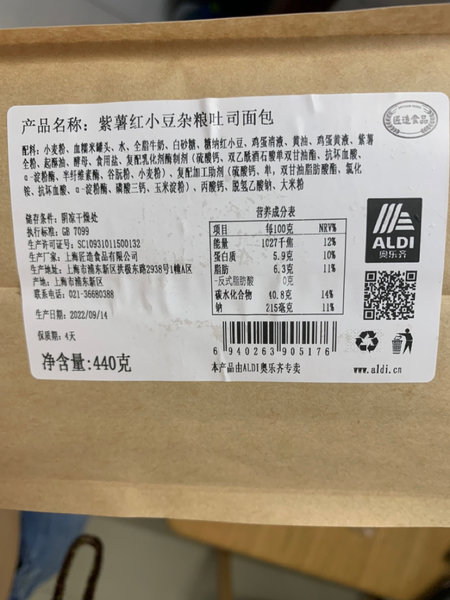 产品名称：紫薯红小豆杂粮吐司面包
匠造食品
配料：小麦粉、血糯米罐头、水、全脂牛奶、白砂糖、糖纳红小豆、鸡蛋清液、黄油、鸡蛋黄液、紫薯
全粉、起酥油、酵母、食用盐、复配乳化剂酶制剂（硫酸钙、双乙酰酒石酸单双甘油酯、抗坏血酸、
α-淀粉酶、半纤维素酶、谷朊粉、小麦粉）、复配加工助剂（硫酸钙、单，双甘油脂肪酸酯、氯化
铵、抗坏血酸、α-淀粉酶、磷酸三钙、玉米淀粉）、丙酸钙、脱氢乙酸钠、大米粉
储存条件：阴凉干燥处
执行标准：GB 7099
生产许可证号：SC10931011500132
生产厂家：上海匠造食品有限公司
地址：上海市浦东新区拱极东路2938号1幢A区
产地：上海市浦东新区
联系电话：021-36680388
生产日期：2022/09/14
保质期：4天
净含量:440克
营养成分表
项目 每100克 NRV%
能量 1027千焦 12%
蛋白质 5.9克 10%
脂肪 6.3克 11%
-反式脂肪酸 0克
碳水化合物 40.8克 14%
钠 215毫克 11%
6 940263 905176
本产品由ALDI奥乐齐专卖
ALDI
奥乐齐
www.aldi.cn